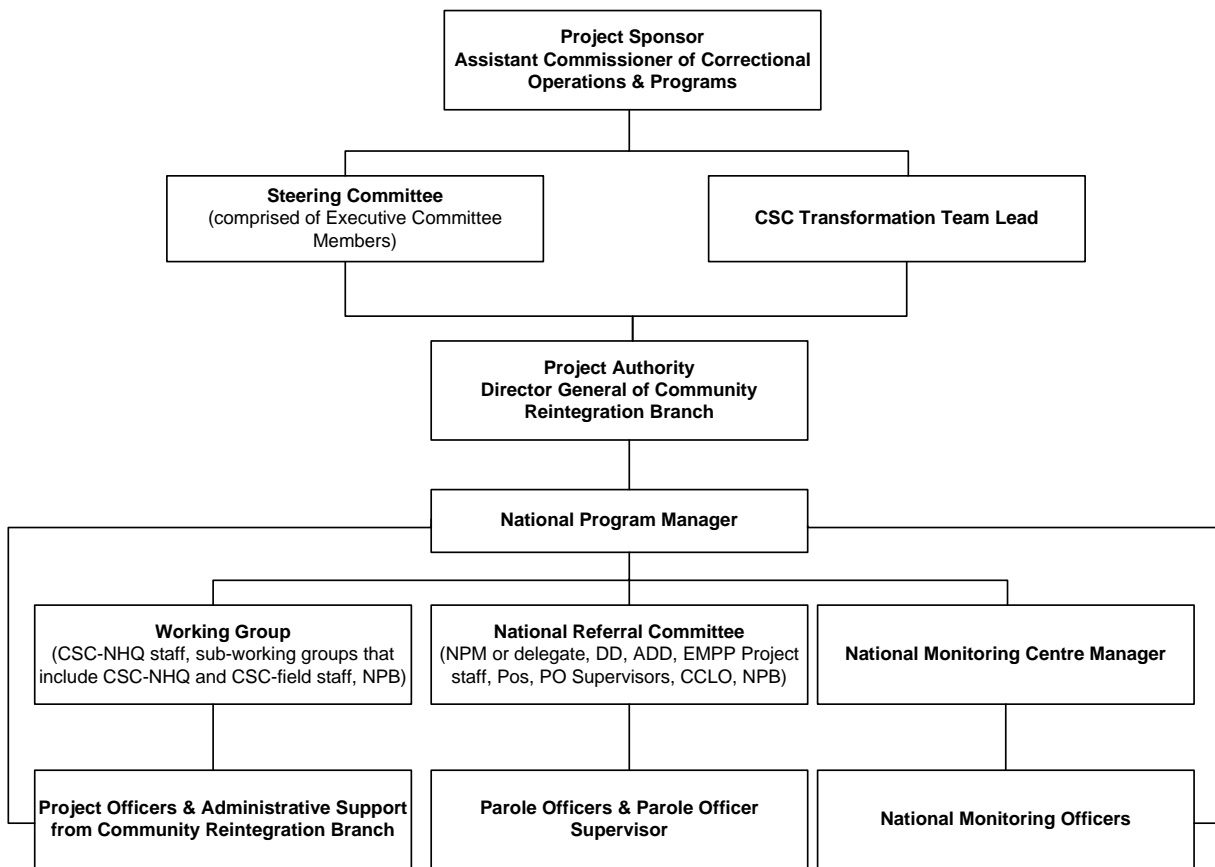 Project Sponsor
Assistant Commissioner of Correctional
Operations & Programs
Steering Committee
(comprised of Executive Committee
Members)
CSC Transformation Team Lead
Project Authority
Director General of Community
Reintegration Branch
National Program Manager
Working Group
(CSC-NHQ staff, sub-working groups that
include CSC-NHQ and CSC-field staff, NPB)
National Referral Committee
(NPM or delegate, DD, ADD, EMPP Project
staff, Pos, PO Supervisors, CCLO, NPB)
National Monitoring Centre Manager
Project Officers & Administrative Support
from Community Reintegration Branch
Parole Officers & Parole Officer
Supervisor
National Monitoring Officers